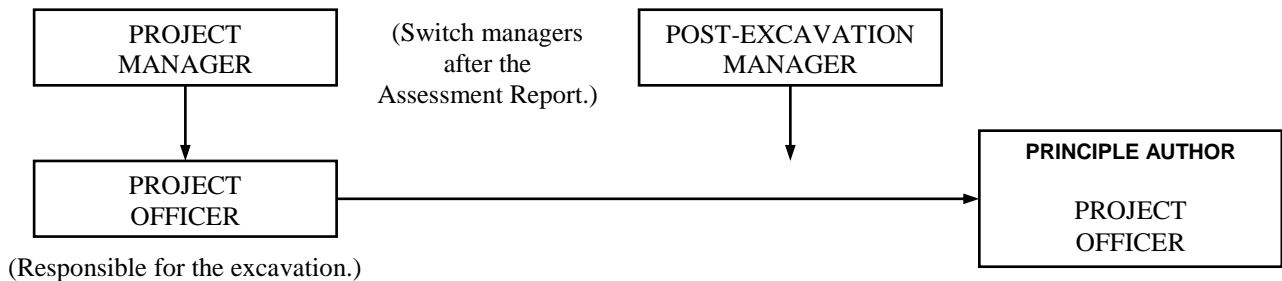 PROJECT
MANAGER
(Switch managers
after the
Assessment Report.)
POST-EXCAVATION
MANAGER
PROJECT
OFFICER
(Responsible for the excavation.)
PRINCIPLE AUTHOR
PROJECT
OFFICER